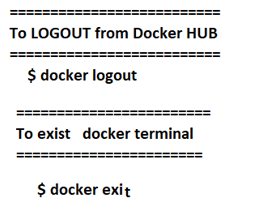 ==========================
To LOGOUT from Docker HUB
==========================
$ docker logout
========================
To exist docker terminal
=======================
$ docker exit